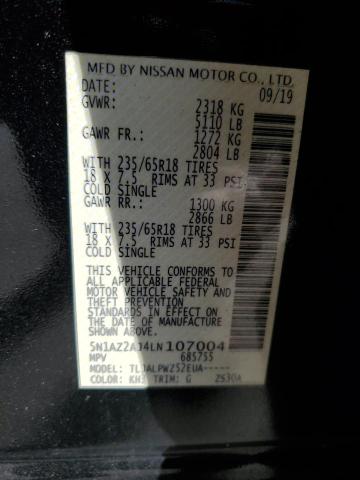 MFD BY NISSAN MOTOR CO., LTD.
DATE: 09/19
GVWR: 2318 KG
5110 LB
GAWR FR.: 1272 KG
2804 LB
WITH 235/65R18 TIRES
18 X 7.5 RIMS AT 33 PSI
COLD SINGLE
GAWR RR.: 1300 KG
2866 LB
WITH 235/65R18 TIRES
18 X 7.5 RIMS AT 33 PSI
COLD SINGLE
THIS VEHICLE CONFORMS TO
ALL APPLICABLE FEDERAL
MOTOR VEHICLE SAFETY AND
THEFT PREVENTION
STANDARDS IN EFFECT ON
THE DATE OF MANUFACTURE
SHOWN ABOVE.
5N1AZ2AJ4LN107004
MPV 685755
MODEL: TLJALPWZ52EUA-----
COLOR: KH3 TRIM: G ZS30A